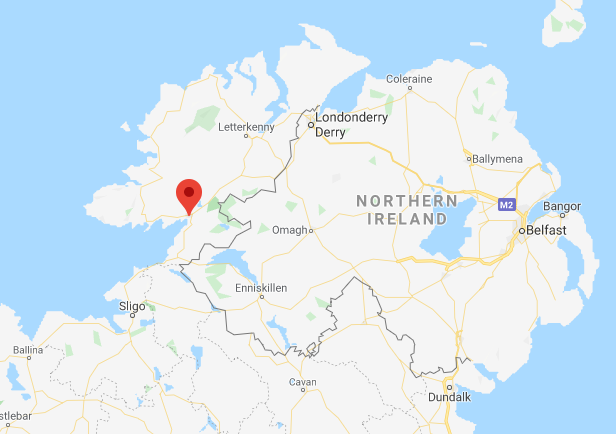 Coleraine
Londonderry
Derry
Letterkenny
Ballymena
NORTHERN
IRELAND
M2
Bangor
Belfast
Omagh
Enniskillen
Sligo
Ballina
Cavan
Dundalk
stlebar